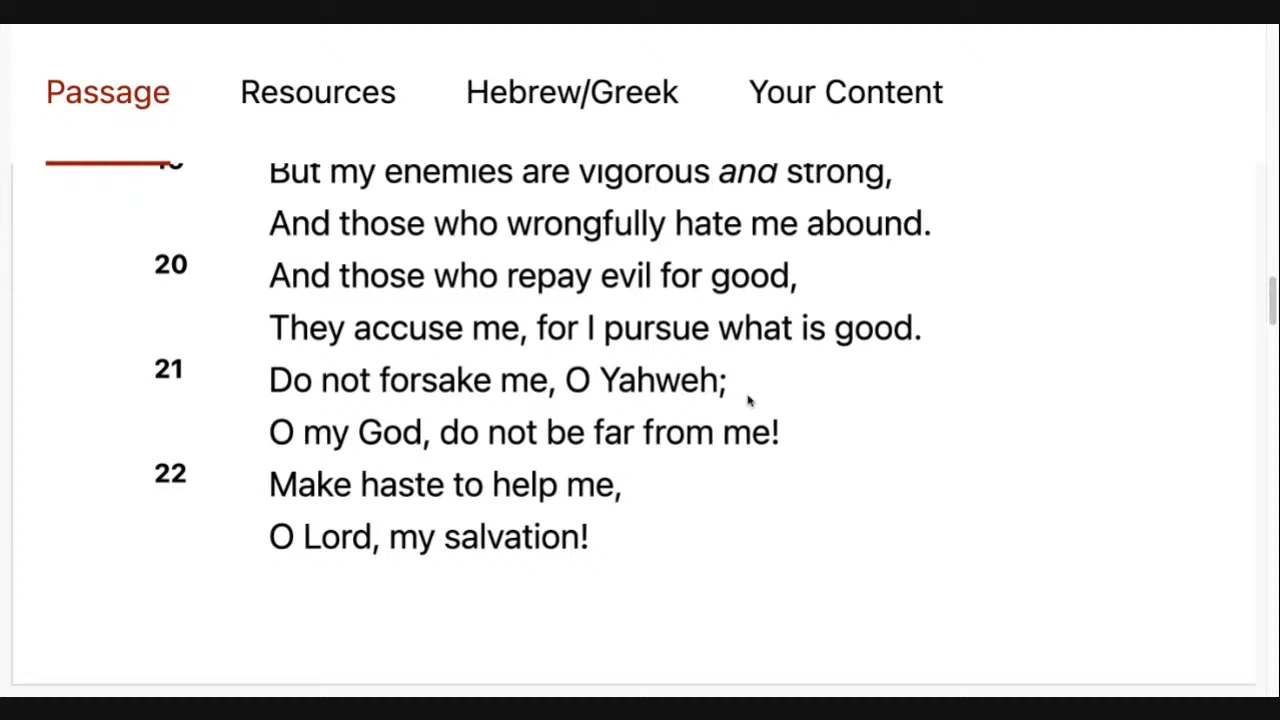 Passage Resources Hebrew/Greek Your Content
But my enemies are vigorous and strong,
And those who wrongfully hate me abound.
20 And those who repay evil for good,
They accuse me, for I pursue what is good.
21 Do not forsake me, O Yahweh;
O my God, do not be far from me!
22 Make haste to help me,
O Lord, my salvation!